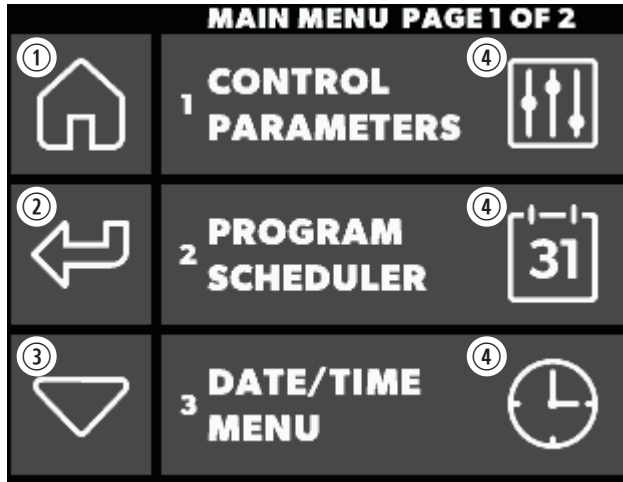 MAIN MENU PAGE 1 OF 2
① 1 CONTROL ④
PARAMETERS
② 2 PROGRAM ④
SCHEDULER 31
③ 3 DATE/TIME ④
MENU